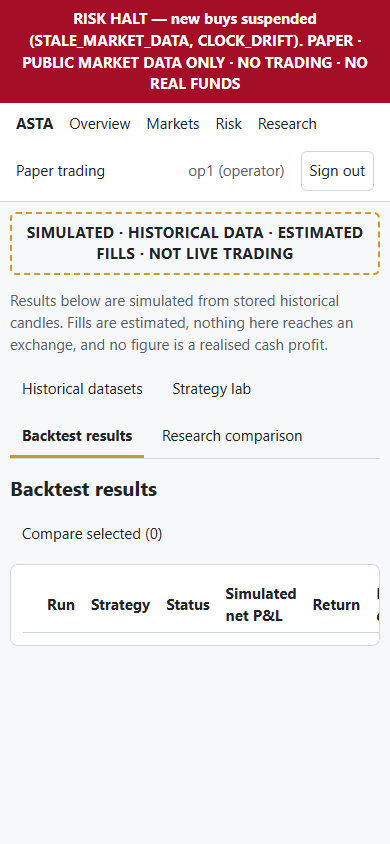 RISK HALT — new buys suspended
(STALE_MARKET_DATA, CLOCK_DRIFT). PAPER ·
PUBLIC MARKET DATA ONLY · NO TRADING · NO
REAL FUNDS
ASTA Overview Markets Risk Research
Paper trading op1 (operator) Sign out
SIMULATED · HISTORICAL DATA · ESTIMATED
FILLS · NOT LIVE TRADING
Results below are simulated from stored historical
candles. Fills are estimated, nothing here reaches an
exchange, and no figure is a realised cash profit.
Historical datasets Strategy lab
Backtest results Research comparison
Backtest results
Compare selected (0)
Run Strategy Status Simulated net P&L Return